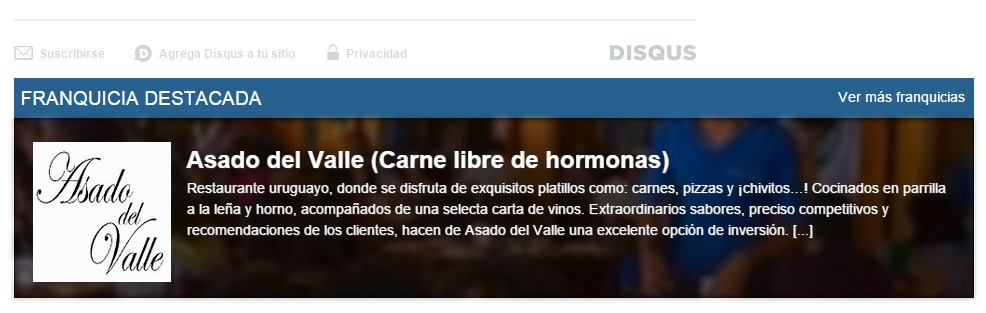 Suscribirse
Agrega Disqus a tu sitio
Privacidad
DISQUS
FRANQUICIA DESTACADA
Ver más franquicias
Asado
del
Valle
Asado del Valle (Carne libre de hormonas)
Restaurante uruguayo, donde se disfruta de exquisitos platillos como: carnes, pizzas y ¡chivitos…! Cocinados en parrilla
a la leña y horno, acompañados de una selecta carta de vinos. Extraordinarios sabores, preciso competitivos y
recomendaciones de los clientes, hacen de Asado del Valle una excelente opción de inversión. [...]